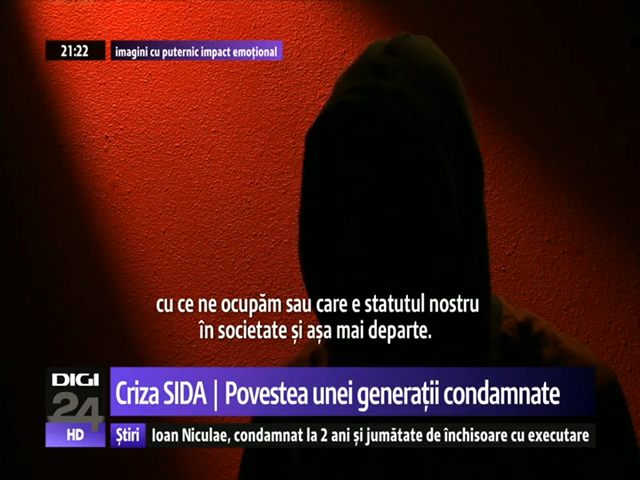 21:22
imagini cu puternic impact emoțional
cu ce ne ocupăm sau care e statutul nostru
în societate și așa mai departe.
DIGI
24
HD
Criza SIDA | Povestea unei generații condamnate
Știri
Ioan Niculae, condamnat la 2 ani și jumătate de închisoare cu executare